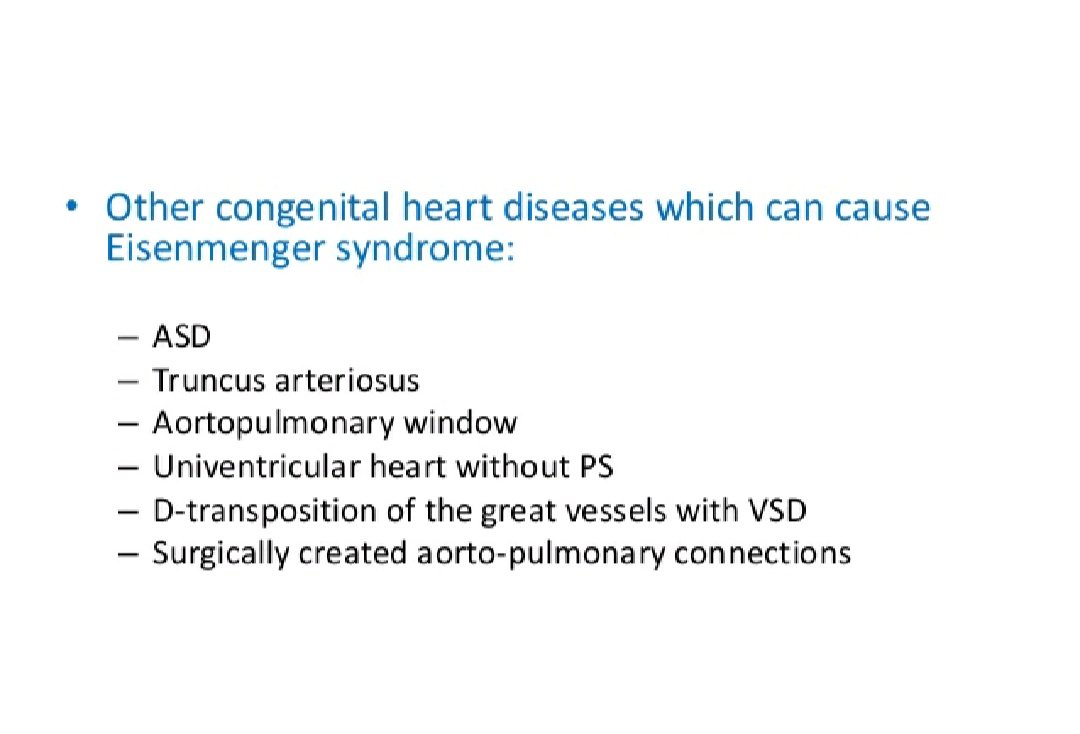 • Other congenital heart diseases which can cause
Eisenmenger syndrome:
– ASD
– Truncus arteriosus
– Aortopulmonary window
– Univentricular heart without PS
– D-transposition of the great vessels with VSD
– Surgically created aorto-pulmonary connections